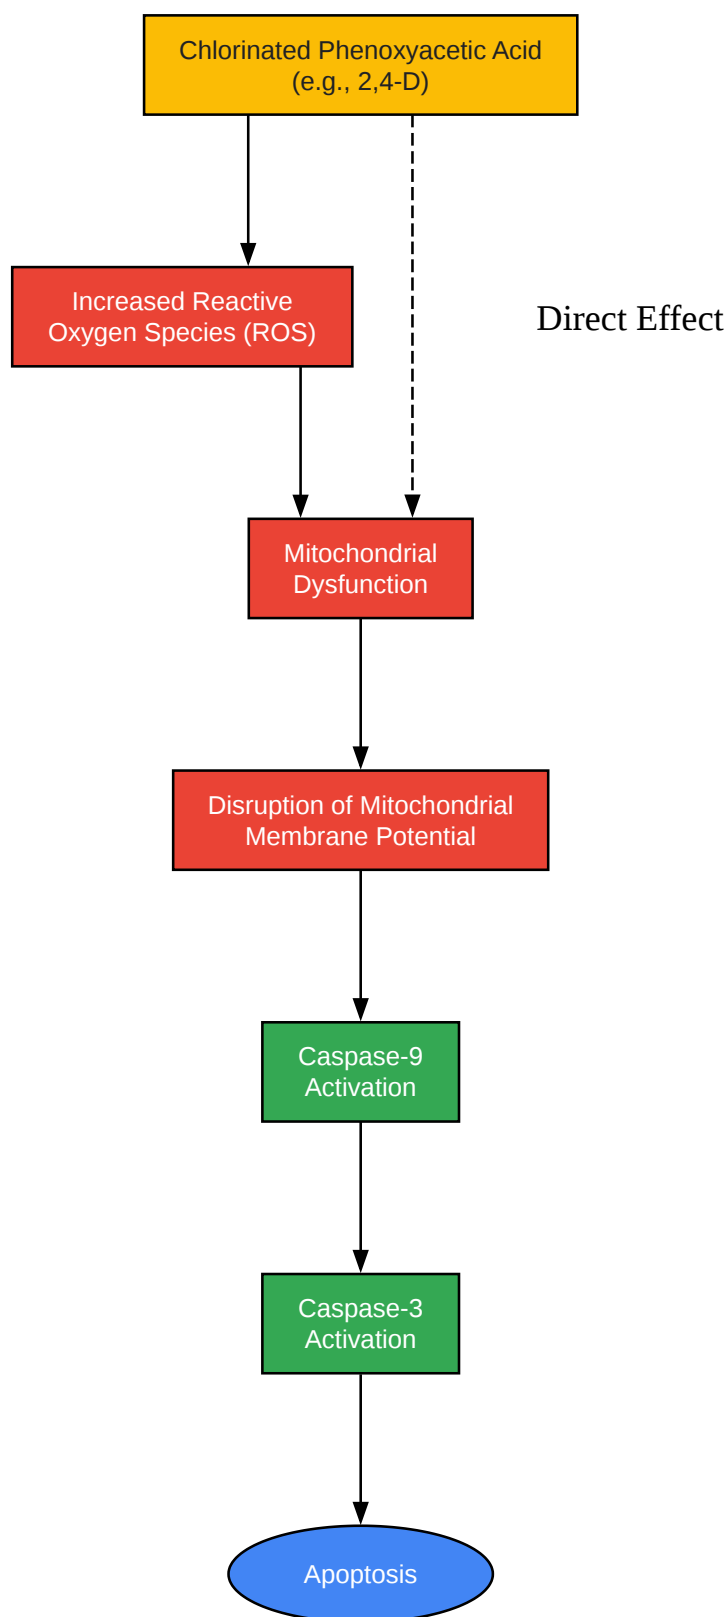 Chlorinated Phenoxyacetic Acid
(e.g., 2,4-D)
Increased Reactive
Oxygen Species (ROS)
Direct Effect
Mitochondrial
Dysfunction
Disruption of Mitochondrial
Membrane Potential
Caspase-9
Activation
Caspase-3
Activation
Apoptosis